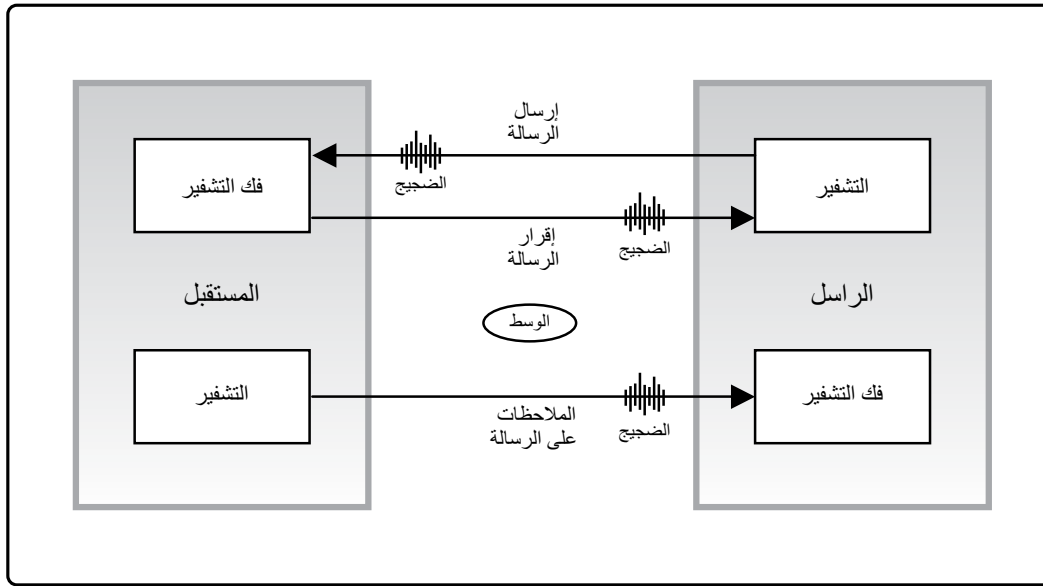 إرسال
الرسالة
التشفير
الضجيج
فك التشفير
إقرار
الرسالة
الضجيج
الراسل
المستقبل
الوسط
فك التشفير
الضجيج
الملاحظات
على الرسالة
التشفير